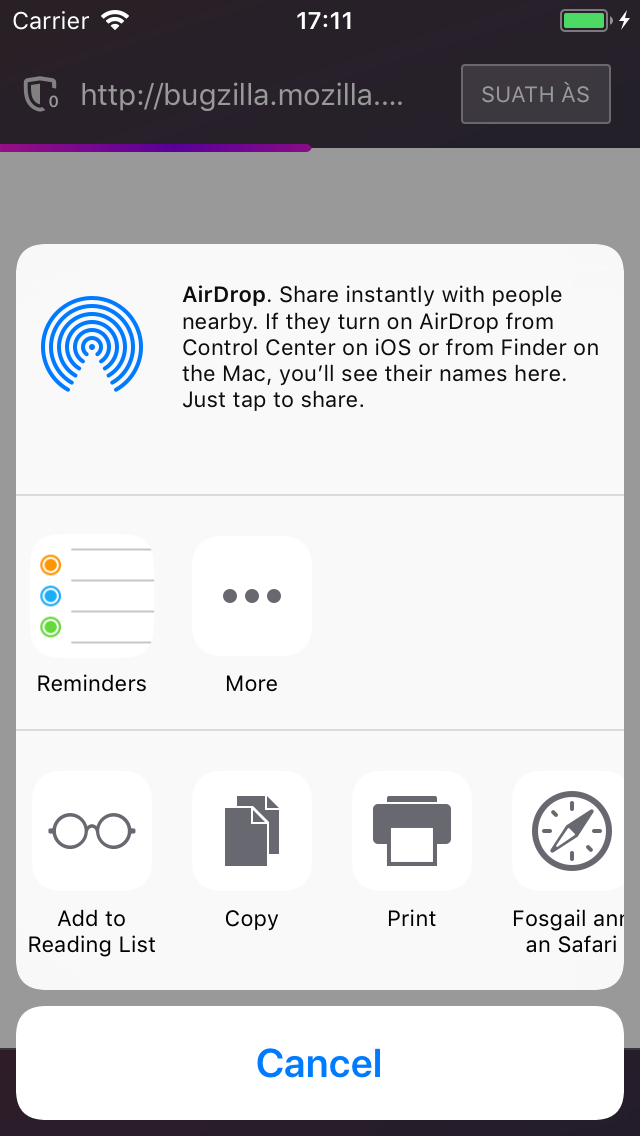 Carrier
17:11
0
http://bugzilla.mozilla....
SUATH ÀS
AirDrop. Share instantly with people
nearby. If they turn on AirDrop from
Control Center on iOS or from Finder on
the Mac, you’ll see their names here.
Just tap to share.
Reminders
More
Add to
Reading List
Copy
Print
Fosgail ann
an Safari
Cancel